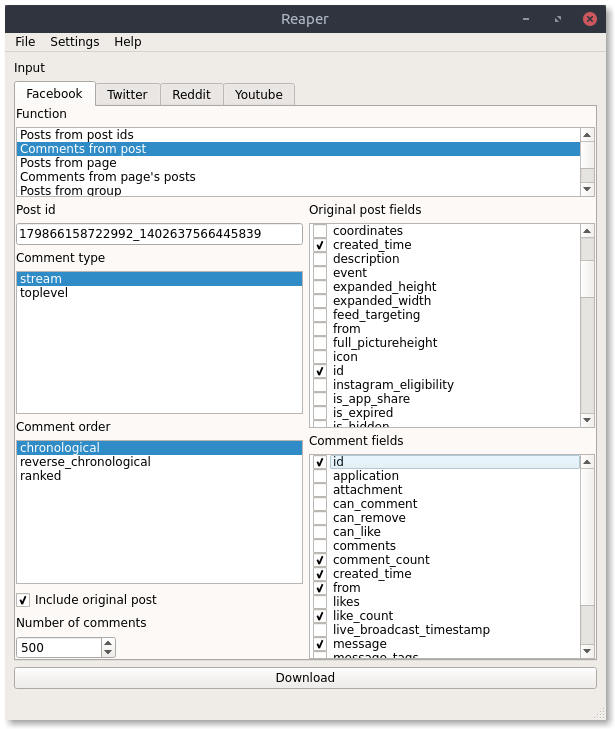 Reaper
File Settings Help
Input
Facebook Twitter Reddit Youtube
Function
Posts from post ids
Comments from post
Posts from page
Comments from page's posts
Posts from group
Post id
179866158722992_1402637566445839
Comment type
stream
toplevel
Comment order
chronological
reverse_chronological
ranked
Include original post
Number of comments
500
Original post fields
coordinates
created_time
description
event
expanded_height
expanded_width
feed_targeting
from
full_pictureheight
icon
id
instagram_eligibility
is_app_share
is_expired
is_hidden
Comment fields
id
application
attachment
can_comment
can_remove
can_like
comments
comment_count
created_time
from
likes
like_count
live_broadcast_timestamp
message
message_tags
Download